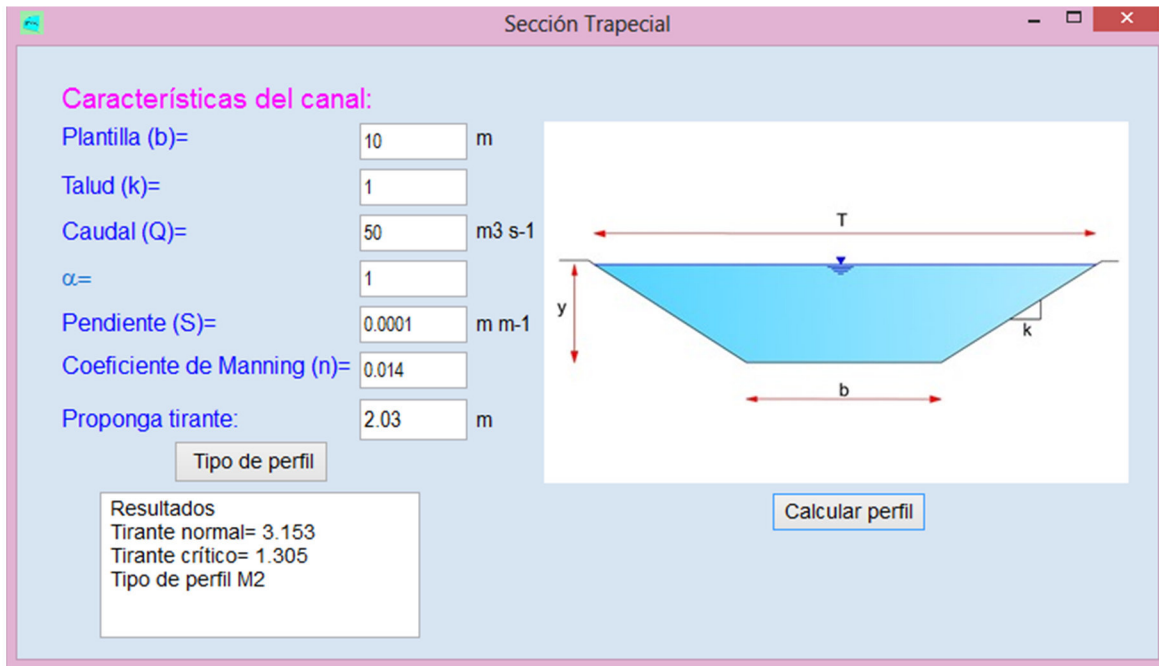 Sección Trapecial
Características del canal:
Plantilla (b)= 10 m
Talud (k)= 1
Caudal (Q)= 50 m3 s-1
α= 1
Pendiente (S)= 0.0001 m m-1
Coeficiente de Manning (n)= 0.014
Proponga tirante: 2.03 m
Tipo de perfil
Resultados
Tirante normal= 3.153
Tirante crítico= 1.305
Tipo de perfil M2
T
y
k
b
Calcular perfil